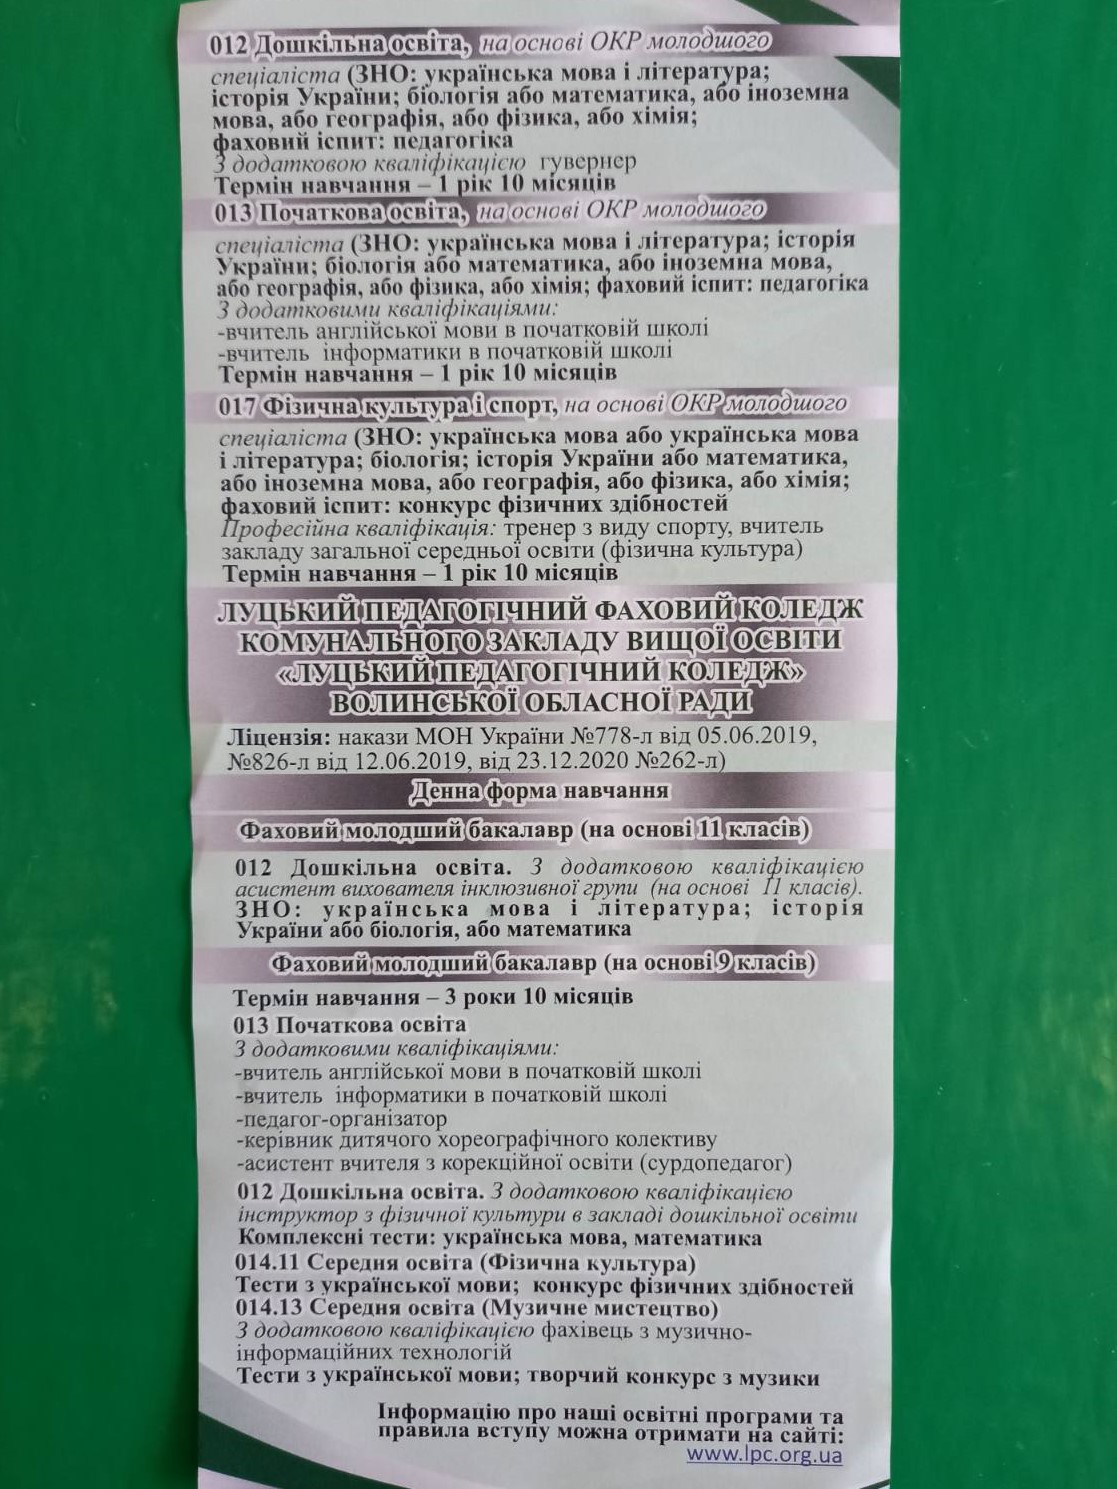 012 Дошкільна освіта, на основі ОКР молодшого
спеціаліста (ЗНО: українська мова і література;
історія України; біологія або математика, або іноземна
мова, або географія, або фізика, або хімія;
фаховий іспит: педагогіка
З додатковою кваліфікацією гувернер
Термін навчання – 1 рік 10 місяців
013 Початкова освіта, на основі ОКР молодшого
спеціаліста (ЗНО: українська мова і література; історія
України; біологія або математика, або іноземна мова,
або географія, або фізика, або хімія; фаховий іспит: педагогіка
З додатковими кваліфікаціями:
-вчитель англійської мови в початковій школі
-вчитель інформатики в початковій школі
Термін навчання – 1 рік 10 місяців
017 Фізична культура і спорт, на основі ОКР молодшого
спеціаліста (ЗНО: українська мова або українська мова
і література; біологія; історія України або математика,
або іноземна мова, або географія, або фізика, або хімія;
фаховий іспит: конкурс фізичних здібностей
Професійна кваліфікація: тренер з виду спорту, вчитель
закладу загальної середньої освіти (фізична культура)
Термін навчання – 1 рік 10 місяців
ЛУЦЬКИЙ ПЕДАГОГІЧНИЙ ФАХОВИЙ КОЛЕДЖ
КОМУНАЛЬНОГО ЗАКЛАДУ ВИЩОЇ ОСВІТИ
«ЛУЦЬКИЙ ПЕДАГОГІЧНИЙ КОЛЕДЖ»
ВОЛИНСЬКОЇ ОБЛАСНОЇ РАДИ
Ліцензія: накази МОН України №778-л від 05.06.2019,
№826-л від 12.06.2019, від 23.12.2020 №262-л)
Денна форма навчання
Фаховий молодший бакалавр (на основі 11 класів)
012 Дошкільна освіта. З додатковою кваліфікацією
асистент вихователя інклюзивної групи (на основі 11 класів).
ЗНО: українська мова і література; історія
України або біологія, або математика
Фаховий молодший бакалавр (на основі 9 класів)
Термін навчання – 3 роки 10 місяців
013 Початкова освіта
З додатковими кваліфікаціями:
-вчитель англійської мови в початковій школі
-вчитель інформатики в початковій школі
-педагог-організатор
-керівник дитячого хореографічного колективу
-асистент вчителя з корекційної освіти (сурдопедагог)
012 Дошкільна освіта. З додатковою кваліфікацією
інструктор з фізичної культури в закладі дошкільної освіти
Комплексні тести: українська мова, математика
014.11 Середня освіта (Фізична культура)
Тести з української мови; конкурс фізичних здібностей
014.13 Середня освіта (Музичне мистецтво)
З додатковою кваліфікацією фахівець з музично-
інформаційних технологій
Тести з української мови; творчий конкурс з музики
Інформацію про наші освітні програми та
правила вступу можна отримати на сайті:
www.lpc.org.ua